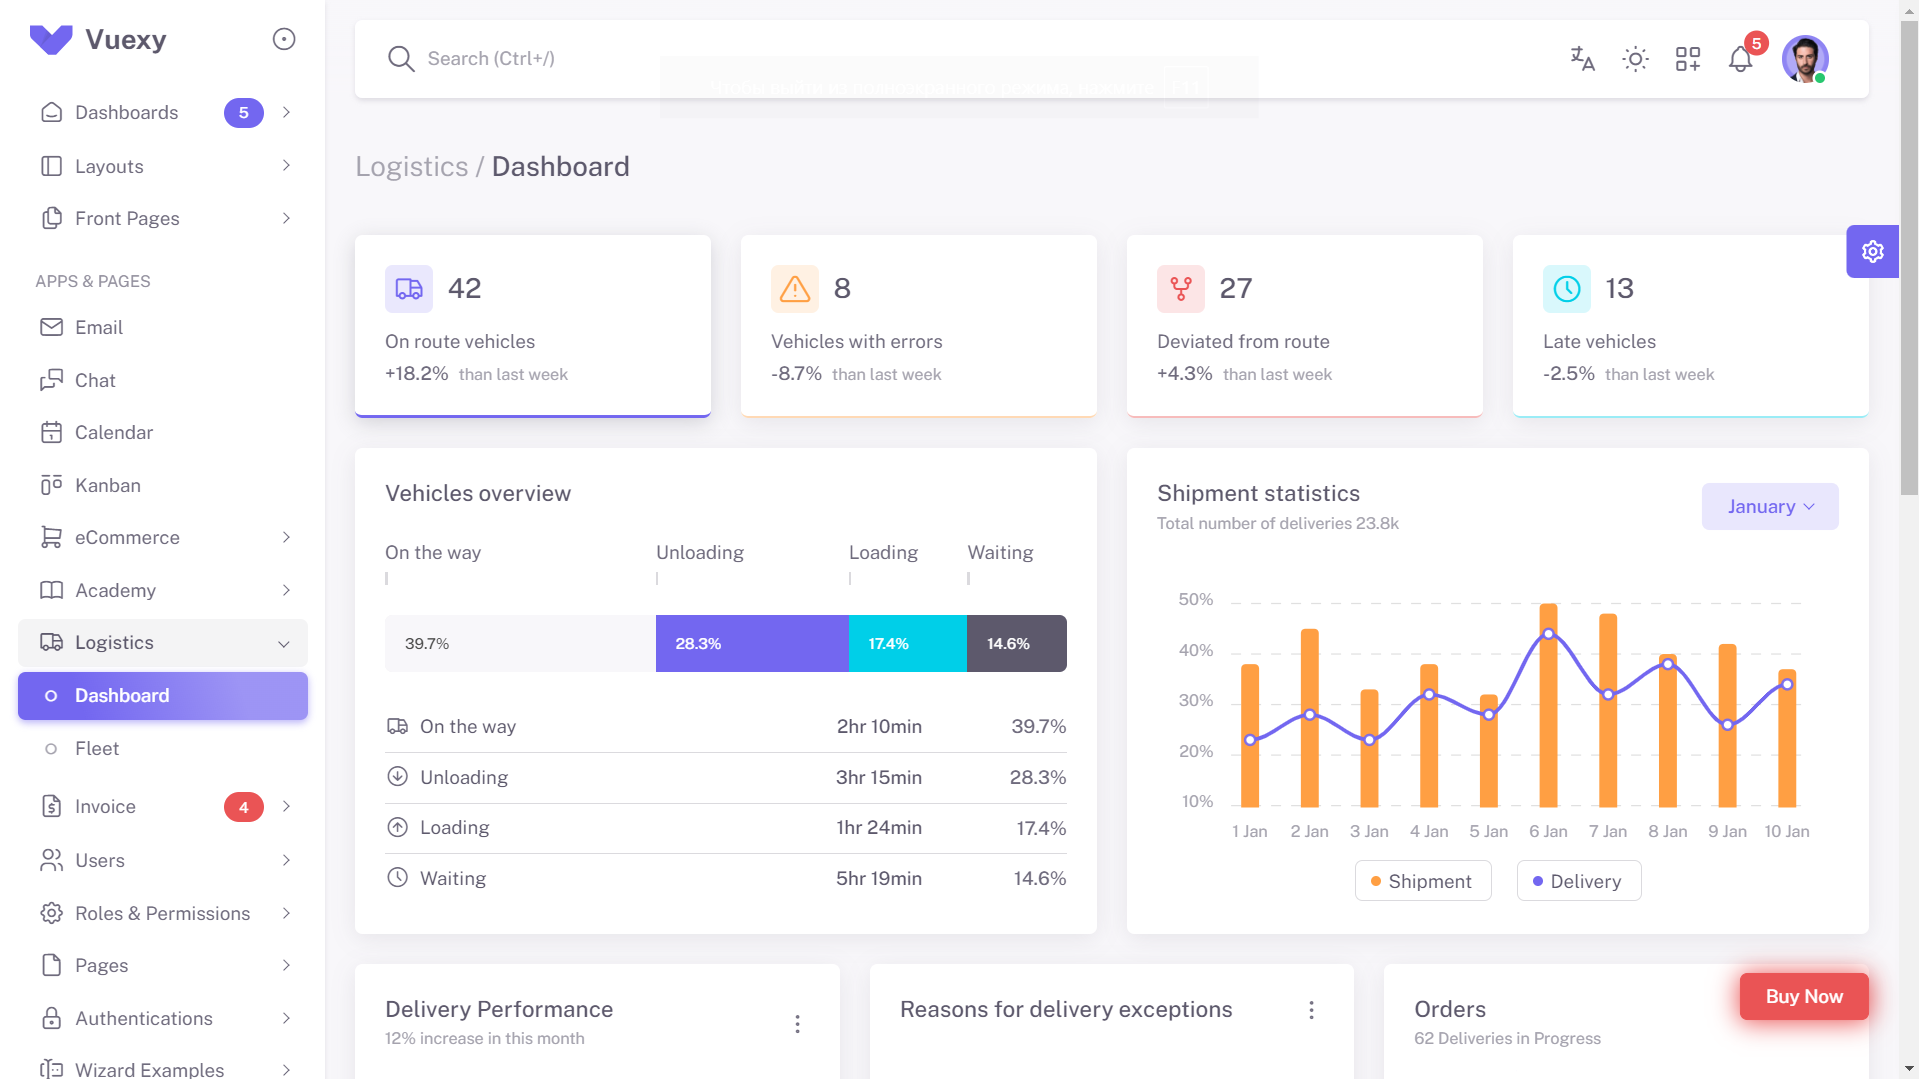 Vuexy
Search (Ctrl+/)
5
Dashboards 5
Layouts
Front Pages
APPS & PAGES
Email
Chat
Calendar
Kanban
eCommerce
Academy
Logistics
Dashboard
Fleet
Invoice 4
Users
Roles & Permissions
Pages
Authentications
Wizard Examples
Logistics / Dashboard
42
On route vehicles
+18.2% than last week
8
Vehicles with errors
-8.7% than last week
27
Deviated from route
+4.3% than last week
13
Late vehicles
-2.5% than last week
Vehicles overview
On the way Unloading Loading Waiting
39.7% 28.3% 17.4% 14.6%
On the way 2hr 10min 39.7%
Unloading 3hr 15min 28.3%
Loading 1hr 24min 17.4%
Waiting 5hr 19min 14.6%
Shipment statistics
Total number of deliveries 23.8k
January
50%
40%
30%
20%
10%
1 Jan 2 Jan 3 Jan 4 Jan 5 Jan 6 Jan 7 Jan 8 Jan 9 Jan 10 Jan
Shipment Delivery
Delivery Performance
12% increase in this month
Reasons for delivery exceptions
Orders
62 Deliveries in Progress
Buy Now